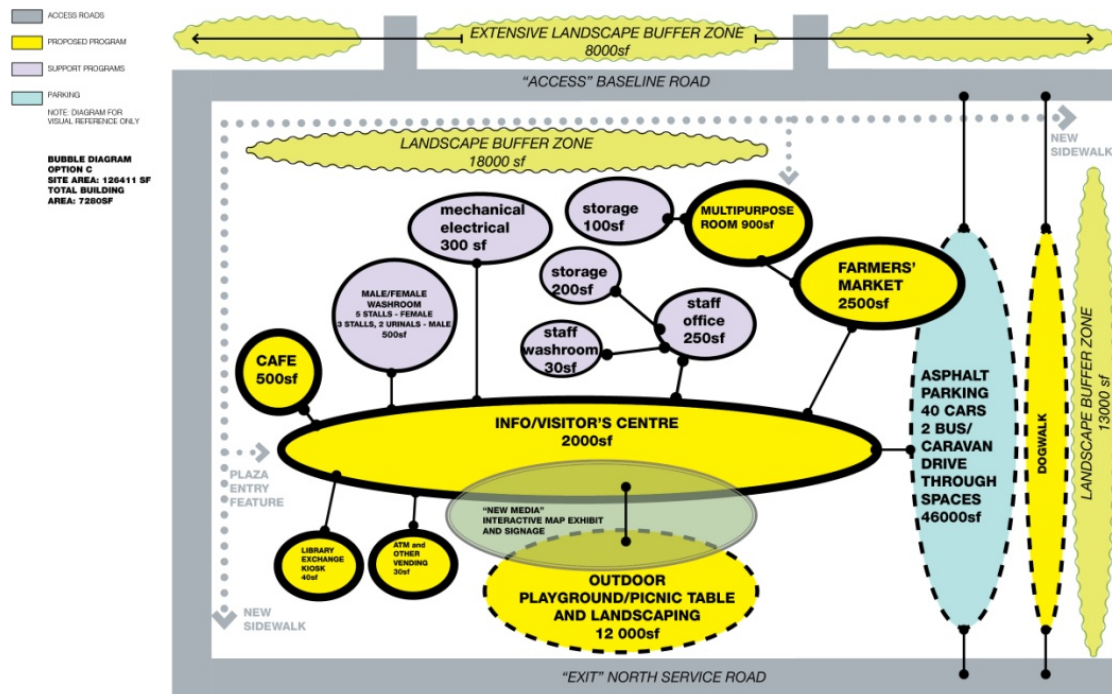 ACCESS ROADS
PROPOSED PROGRAM
SUPPORT PROGRAMS
PARKING
NOTE: DIAGRAM FOR
VISUAL REFERENCE ONLY
BUBBLE DIAGRAM
OPTION C
SITE AREA: 126411 SF
TOTAL BUILDING
AREA: 7280SF
EXTENSIVE LANDSCAPE BUFFER ZONE
8000sf
"ACCESS" BASELINE ROAD
LANDSCAPE BUFFER ZONE
18000 sf
NEW
SIDEWALK
mechanical
electrical
300 sf
storage
100sf
MULTIPURPOSE
ROOM 900sf
FARMERS'
MARKET
2500sf
MALE/FEMALE
WASHROOM
5 STALLS - FEMALE
3 STALLS, 2 URINALS - MALE
500sf
storage
200sf
staff
office
250sf
staff
washroom
30sf
CAFE
500sf
INFO/VISITOR'S CENTRE
2000sf
ASPHALT
PARKING
40 CARS
2 BUS/
CARAVAN
DRIVE
THROUGH
SPACES
46000sf
DOGWALK
LANDSCAPE BUFFER ZONE
13000 sf
PLAZA
ENTRY
FEATURE
"NEW MEDIA"
INTERACTIVE MAP EXHIBIT
AND SIGNAGE
LIBRARY
EXCHANGE
KIOSK
40sf
ATM and
OTHER
VENDING
30sf
OUTDOOR
PLAYGROUND/PICNIC TABLE
AND LANDSCAPING
12 000sf
NEW
SIDEWALK
"EXIT" NORTH SERVICE ROAD